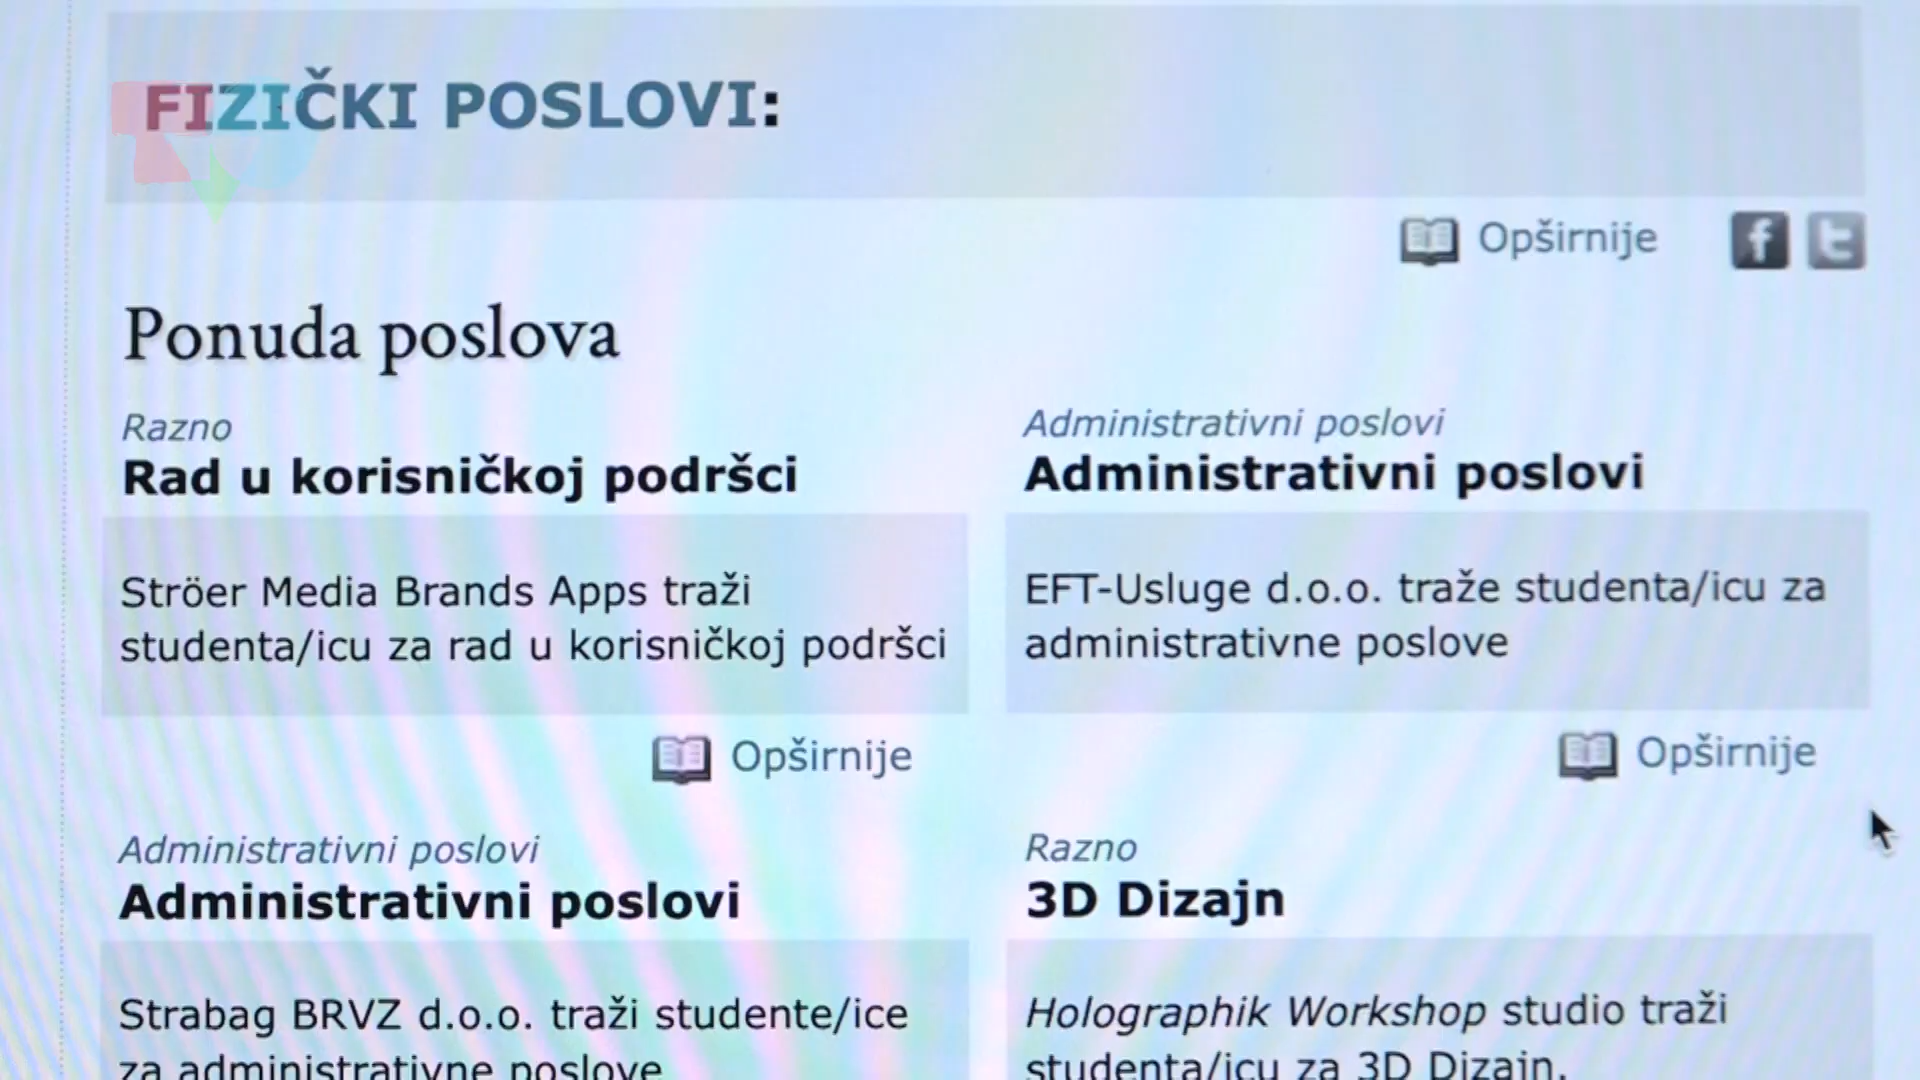 FIZIČKI POSLOVI:
Opširnije
Ponuda poslova
Razno
Rad u korisničkoj podršci
Ströer Media Brands Apps traži
studenta/icu za rad u korisničkoj podršci
Opširnije
Administrativni poslovi
Administrativni poslovi
EFT-Usluge d.o.o. traže studenta/icu za
administrativne poslove
Opširnije
Administrativni poslovi
Administrativni poslovi
Strabag BRVZ d.o.o. traži studente/ice
za administrativne poslove
Razno
3D Dizajn
Holographik Workshop studio traži
studenta/icu za 3D Dizajn.